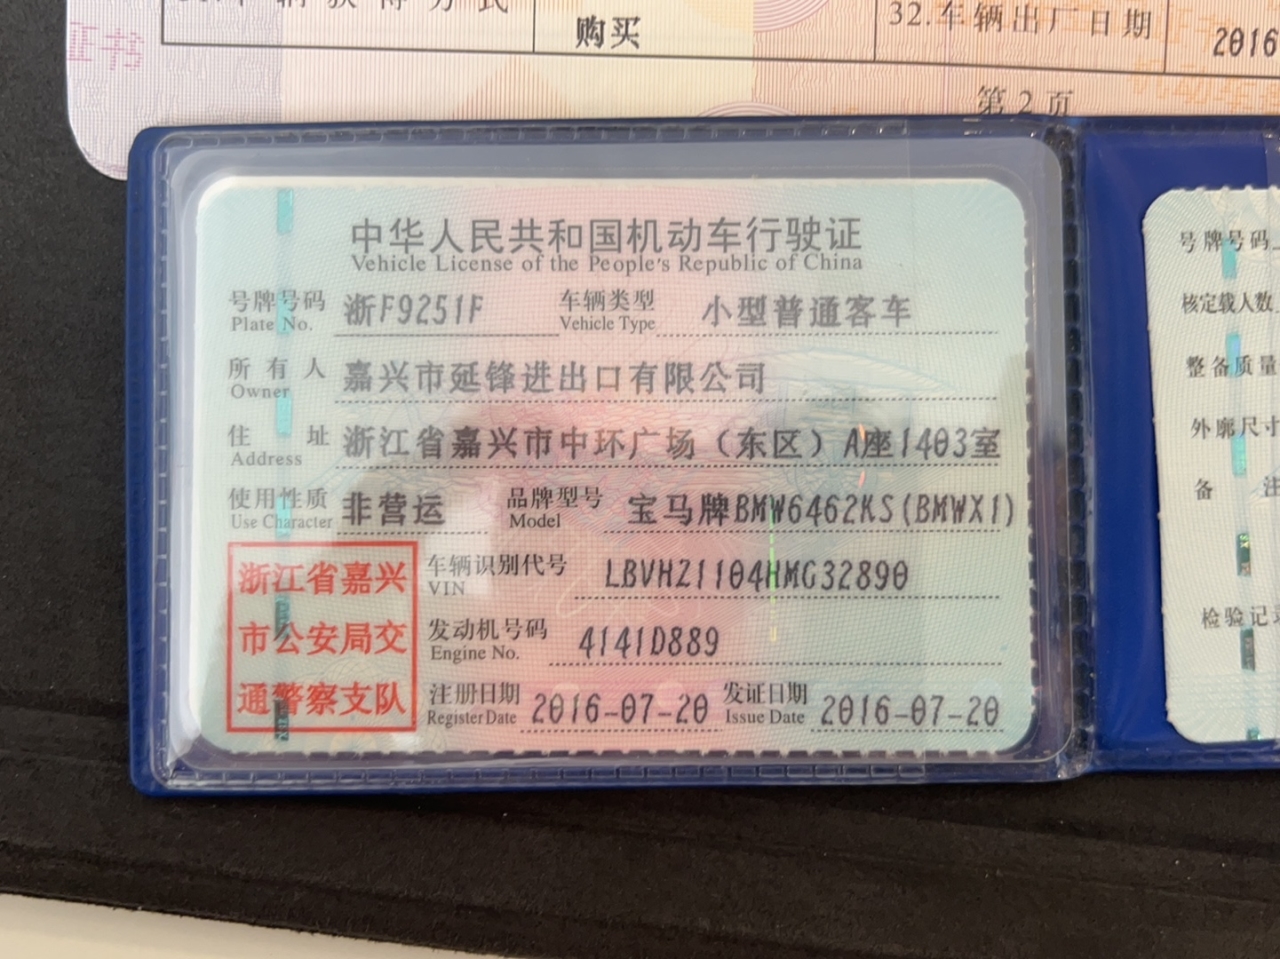 购买
32.车辆出厂日期
2016
第2页
证书
中华人民共和国机动车行驶证
Vehicle License of the People's Republic of China
号牌号码 浙F9251F 车辆类型 小型普通客车
Plate No. Vehicle Type
所有人 嘉兴市延锋进出口有限公司
Owner
住址 浙江省嘉兴市中环广场（东区）A座1403室
Address
使用性质 非营运 品牌型号 宝马牌BMW6462KS(BMWX1)
Use Character Model
车辆识别代号 LBVHZ1104HMG32890
VIN
发动机号码 4141D889
Engine No.
注册日期 2016-07-20 发证日期 2016-07-20
Register Date Issue Date
浙江省嘉兴
市公安局交
通警察支队
号牌号码
核定载人数
整备质量
外廓尺寸
备注
检验记